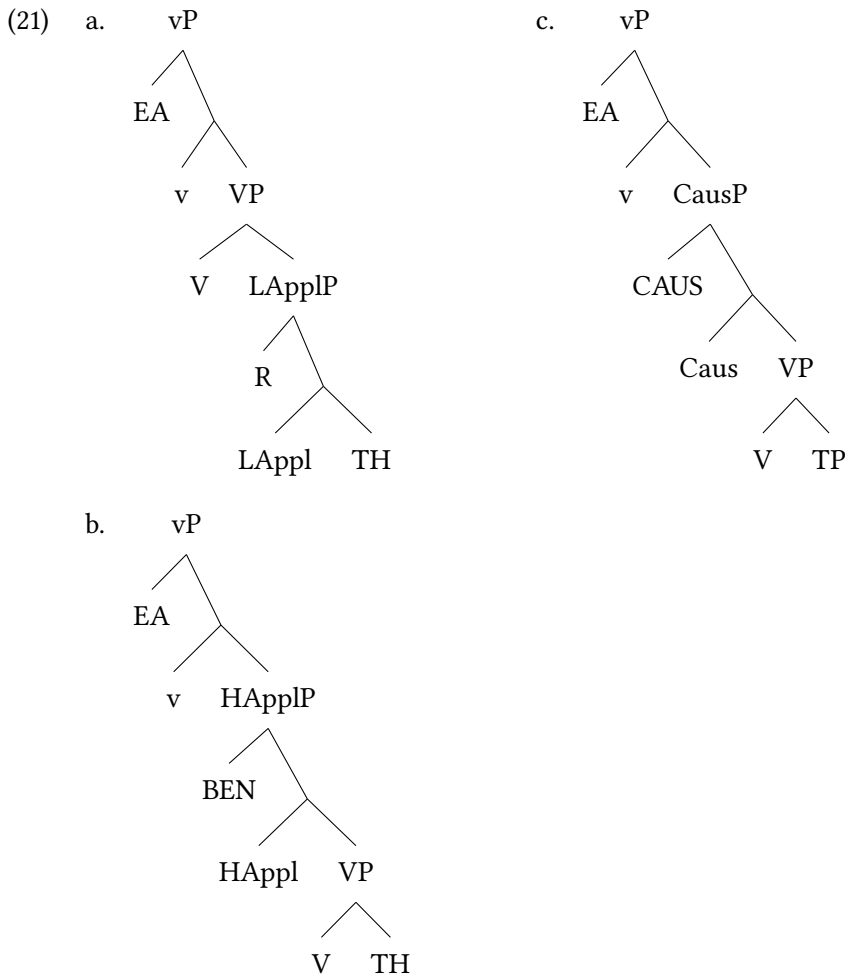 (21) a. vP
EA
v VP
V LApplP
R
LAppl TH
c. vP
EA
v CausP
CAUS
Caus VP
V TP
b. vP
EA
v HApplP
BEN
HAppl VP
V TH